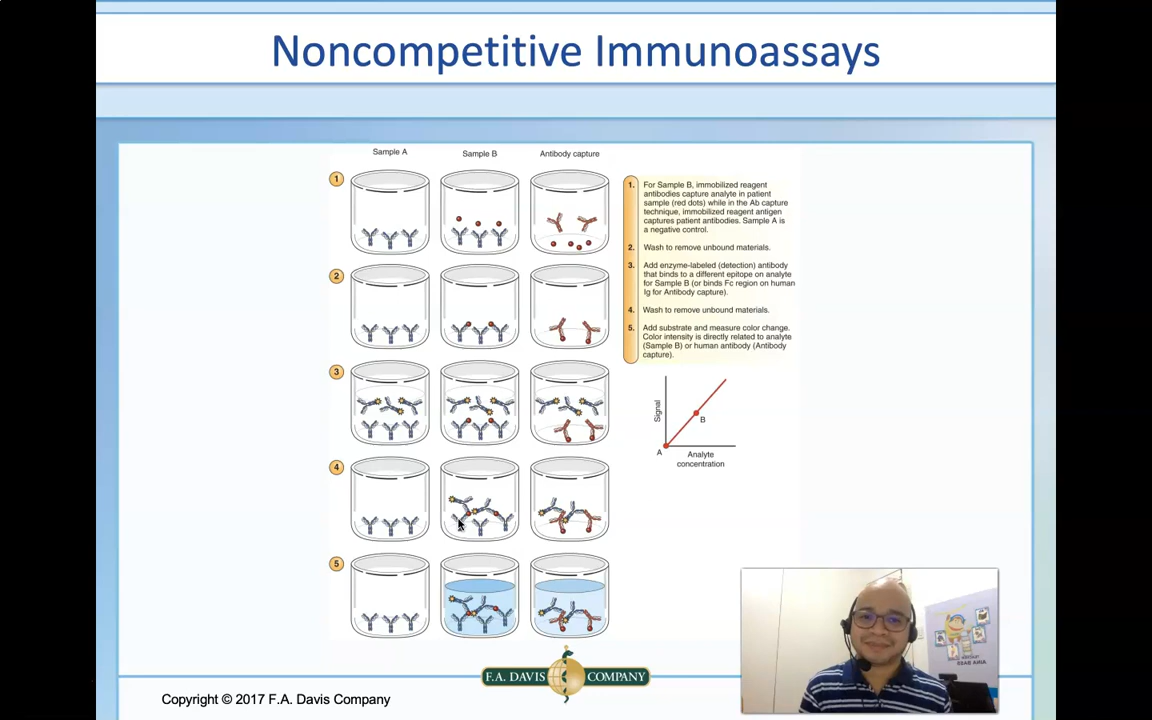 Noncompetitive Immunoassays
Sample A
Sample B
Antibody capture
1
2
3
4
5
1. For Sample B, immobilized reagent
antibodies capture analyte in patient
sample (red dots) while in the Ab capture
technique, immobilized reagent antigen
captures patient antibodies. Sample A is
a negative control.
2. Wash to remove unbound materials.
3. Add enzyme-labeled (detection) antibody
that binds to a different epitope on analyte
for Sample B (or binds Fc region on human
Ig for Antibody capture).
4. Wash to remove unbound materials.
5. Add substrate and measure color change.
Color intensity is directly related to analyte
(Sample B) or human antibody (Antibody
capture).
Signal
B
A
Analyte
concentration
F.A. DAVIS COMPANY
Copyright © 2017 F.A. Davis Company